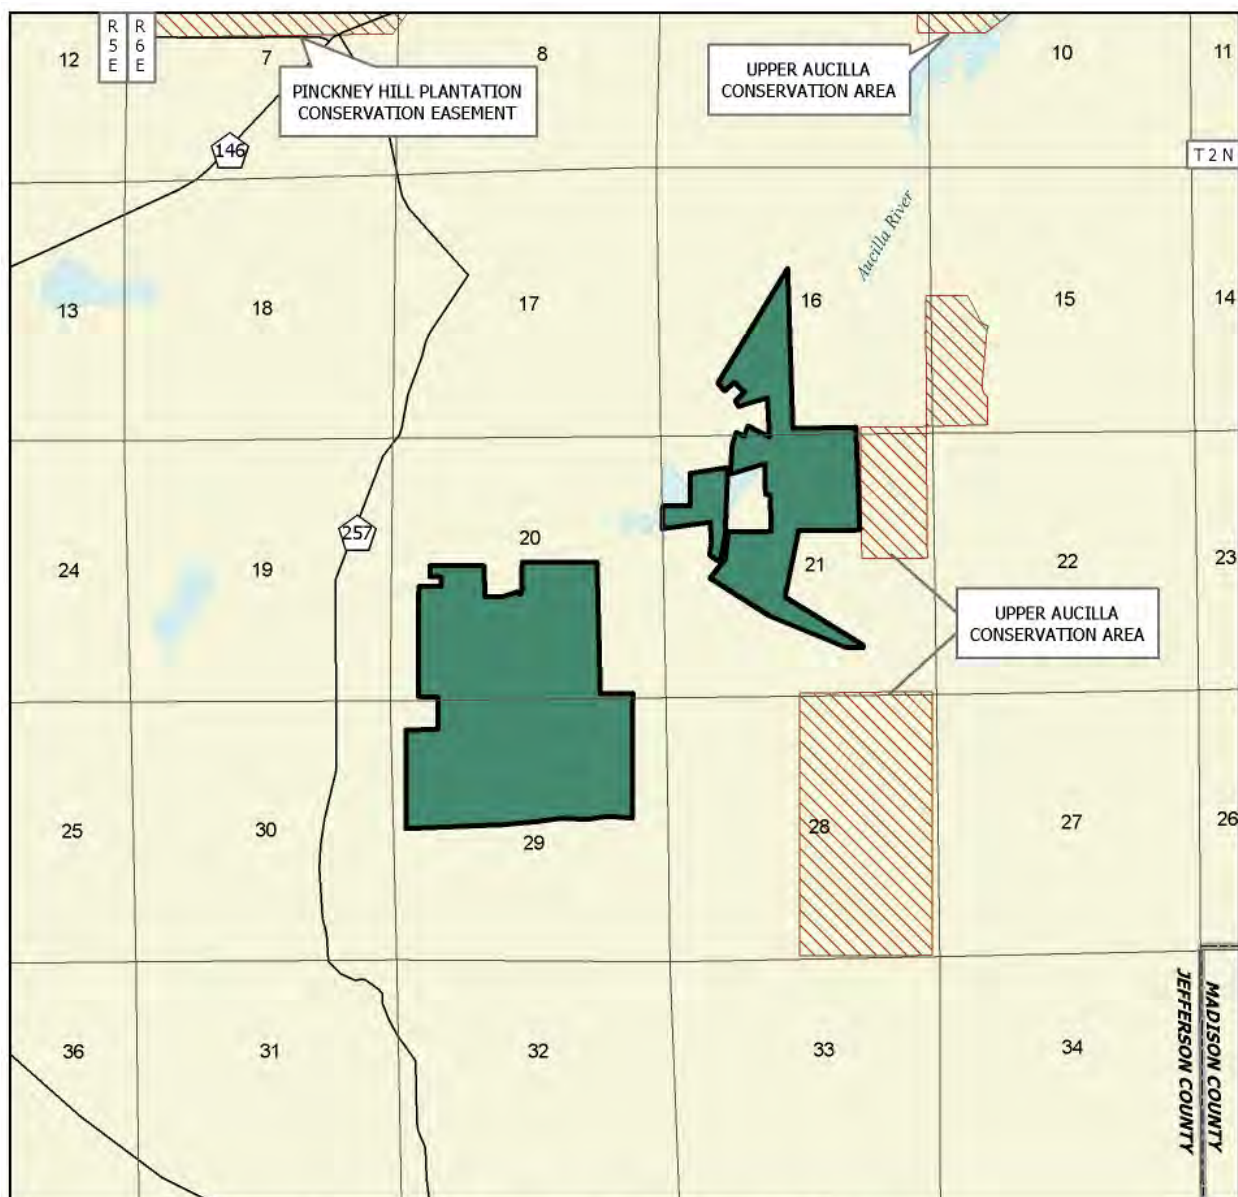 R
5
E
R
6
E
12
7
8
10
11
PINCKNEY HILL PLANTATION
CONSERVATION EASEMENT
UPPER AUCILLA
CONSERVATION AREA
146
T 2 N
Aucilla River
13
18
17
16
15
14
257
24
19
20
21
22
23
UPPER AUCILLA
CONSERVATION AREA
25
30
29
28
27
26
MADISON COUNTY
JEFFERSON COUNTY
36
31
32
33
34